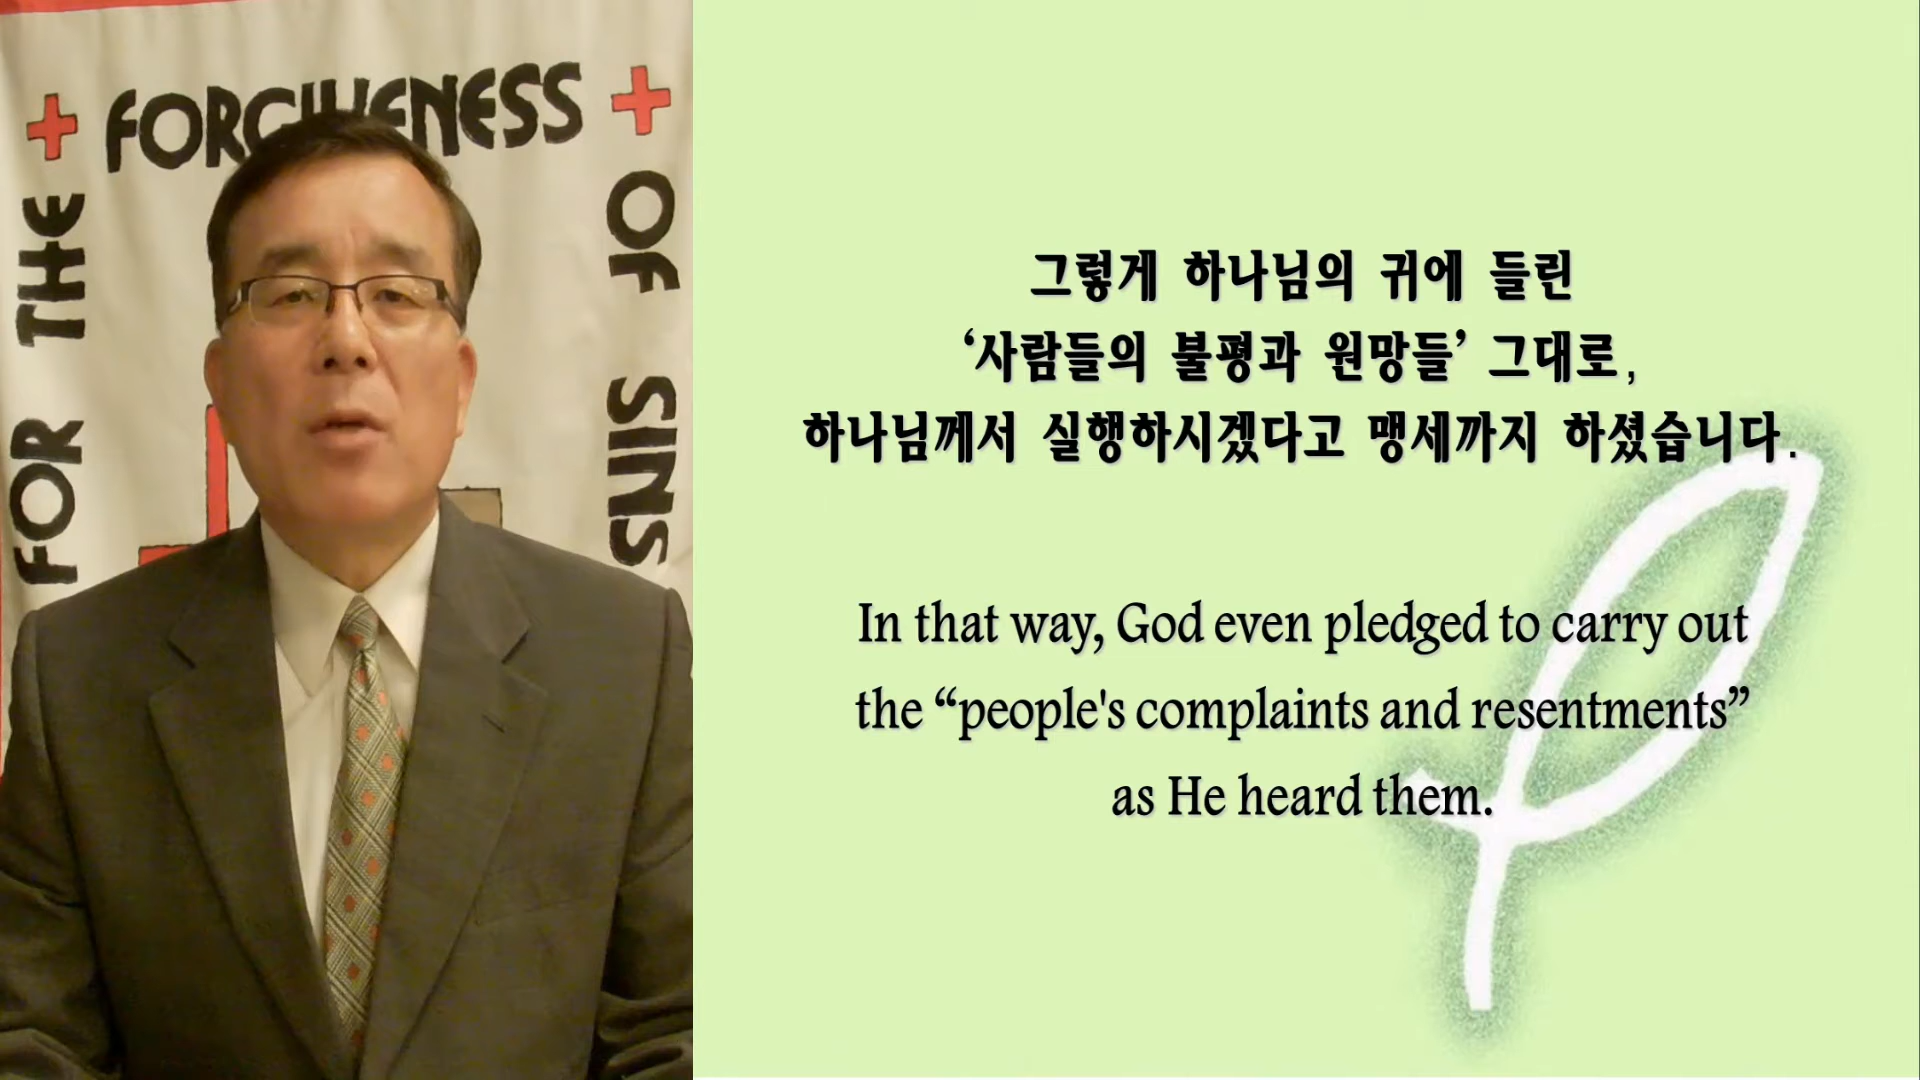 FOR THE
+ FORGIVENESS +
OF SINS
그렇게 하나님의 귀에 들린
‘사람들의 불평과 원망들’ 그대로,
하나님께서 실행하시겠다고 맹세까지 하셨습니다.
In that way, God even pledged to carry out
the “people's complaints and resentments”
as He heard them.